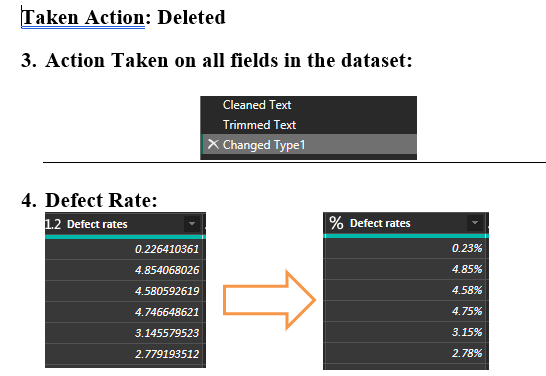 Taken Action: Deleted
3. Action Taken on all fields in the dataset:
Cleaned Text
Trimmed Text
Changed Type1
4. Defect Rate:
1.2 Defect rates
0.226410361
4.854068026
4.580592619
4.746648621
3.145579523
2.779193512
% Defect rates
0.23%
4.85%
4.58%
4.75%
3.15%
2.78%